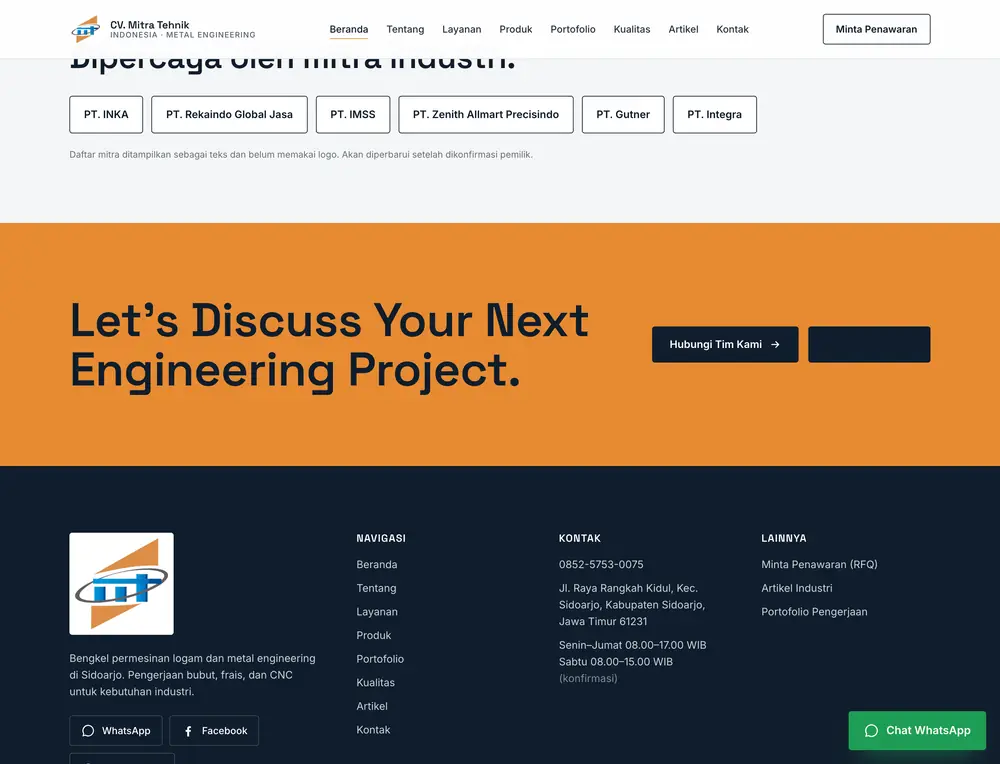 CV. Mitra Tehnik
INDONESIA · METAL ENGINEERING
Beranda
Tentang
Layanan
Produk
Portofolio
Kualitas
Artikel
Kontak
Minta Penawaran
Dipercaya oleh mitra industri.
PT. INKA
PT. Rekaindo Global Jasa
PT. IMSS
PT. Zenith Allmart Precisindo
PT. Gutner
PT. Integra
Daftar mitra ditampilkan sebagai teks dan belum memakai logo. Akan diperbarui setelah dikonfirmasi pemilik.
Let's Discuss Your Next
Engineering Project.
Hubungi Tim Kami →
Bengkel permesinan logam dan metal engineering
di Sidoarjo. Pengerjaan bubut, frais, dan CNC
untuk kebutuhan industri.
WhatsApp
Facebook
NAVIGASI
Beranda
Tentang
Layanan
Produk
Portofolio
Kualitas
Artikel
Kontak
KONTAK
0852-5753-0075
Jl. Raya Rangkah Kidul, Kec.
Sidoarjo, Kabupaten Sidoarjo,
Jawa Timur 61231
Senin–Jumat 08.00–17.00 WIB
Sabtu 08.00–15.00 WIB
(konfirmasi)
LAINNYA
Minta Penawaran (RFQ)
Artikel Industri
Portofolio Pengerjaan
Chat WhatsApp